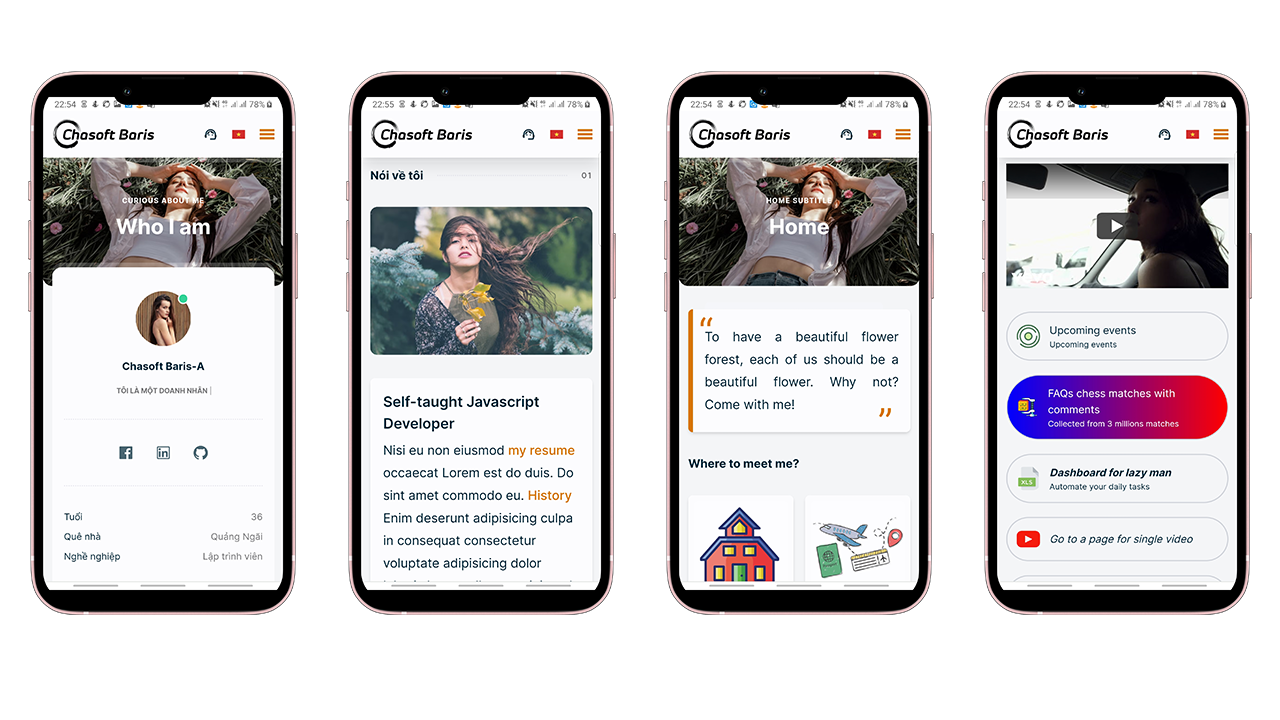 22:54
78%
Chasoft Baris
CURIOUS ABOUT ME
Who I am
Chasoft Baris-A
TÔI LÀ MỘT DOANH NHÂN |
Tuổi 36
Quê nhà Quảng Ngãi
Nghề nghiệp Lập trình viên
22:55
78%
Chasoft Baris
Nói về tôi 01
Self-taught Javascript
Developer
Nisi eu non eiusmod my resume
occaecat Lorem est do duis. Do
sint amet commodo eu. History
Enim deserunt adipisicing culpa
in consequat consectetur
voluptate adipisicing dolor
22:54
78%
Chasoft Baris
HOME SUBTITLE
Home
“
To have a beautiful flower
forest, each of us should be a
beautiful flower. Why not?
Come with me!
”
Where to meet me?
22:54
78%
Chasoft Baris
Upcoming events
Upcoming events
FAQs chess matches with
comments
Collected from 3 millions matches
XLS
Dashboard for lazy man
Automate your daily tasks
Go to a page for single video